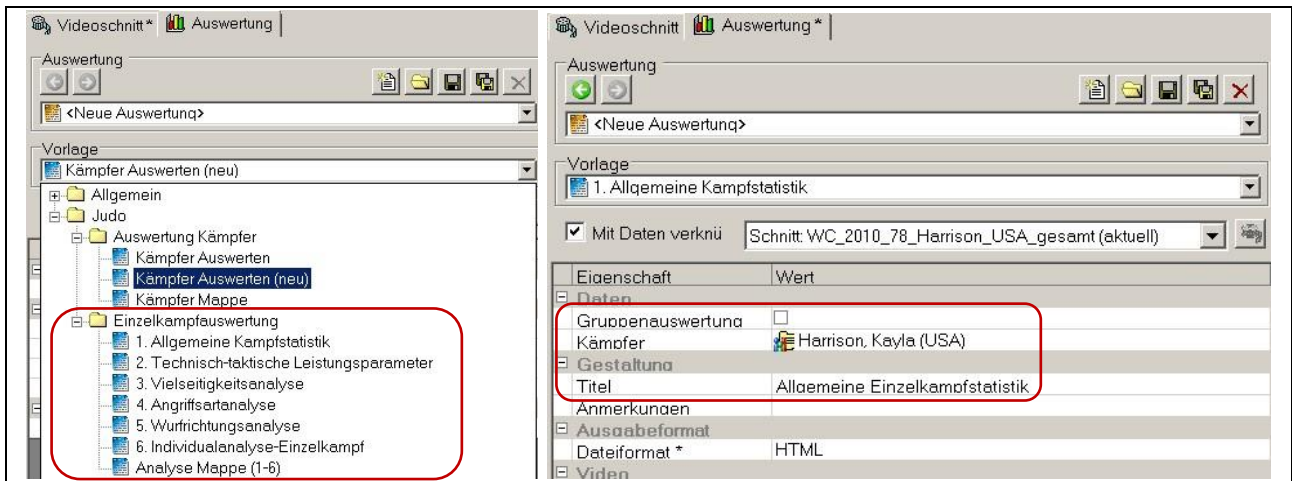 Videoschnitt * Auswertung
Auswertung
<Neue Auswertung>
Vorlage
Kämpfer Auswerten (neu)
Allgemein
Judo
Auswertung Kämpfer
Kämpfer Auswerten
Kämpfer Auswerten (neu)
Kämpfer Mappe
Einzelkampfauswertung
1. Allgemeine Kampfstatistik
2. Technisch-taktische Leistungsparameter
3. Vielseitigkeitsanalyse
4. Angriffsartanalyse
5. Wurfrichtungsanalyse
6. Individualanalyse-Einzelkampf
Analyse Mappe (1-6)
Videoschnitt Auswertung *
Auswertung
<Neue Auswertung>
Vorlage
1. Allgemeine Kampfstatistik
Mit Daten verknü Schnitt: WC_2010_78_Harrison_USA_gesamt (aktuell)
Eigenschaft Wert
Daten
Gruppenauswertung
Kämpfer Harrison, Kayla (USA)
Gestaltung
Titel Allgemeine Einzelkampfstatistik
Anmerkungen
Ausgabeformat
Dateiformat * HTML
Video